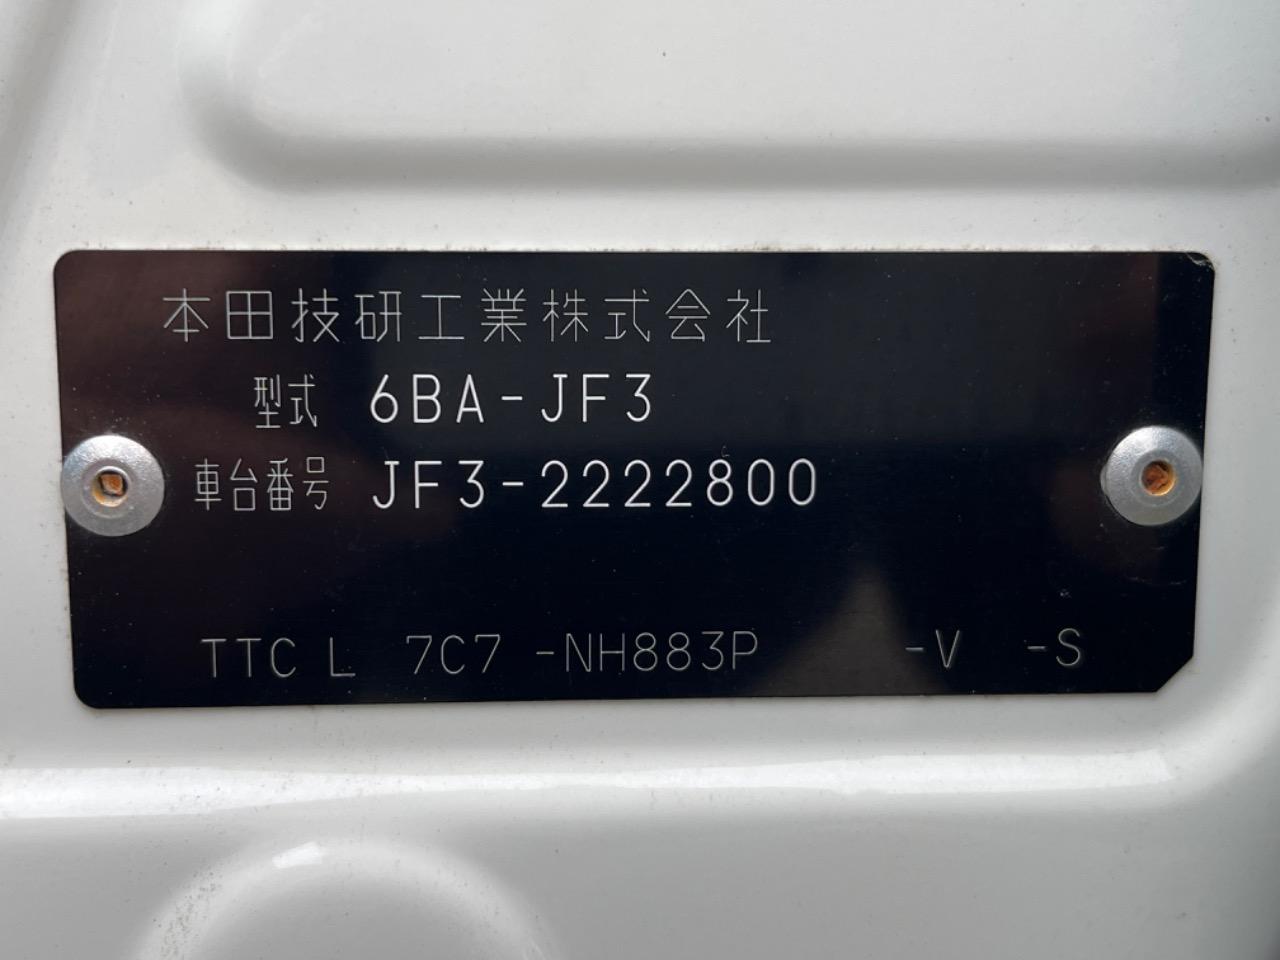 本田技研工業株式会社
型式 6BA-JF3
車台番号 JF3-2222800
TTC L 7C7 -NH883P -V -S